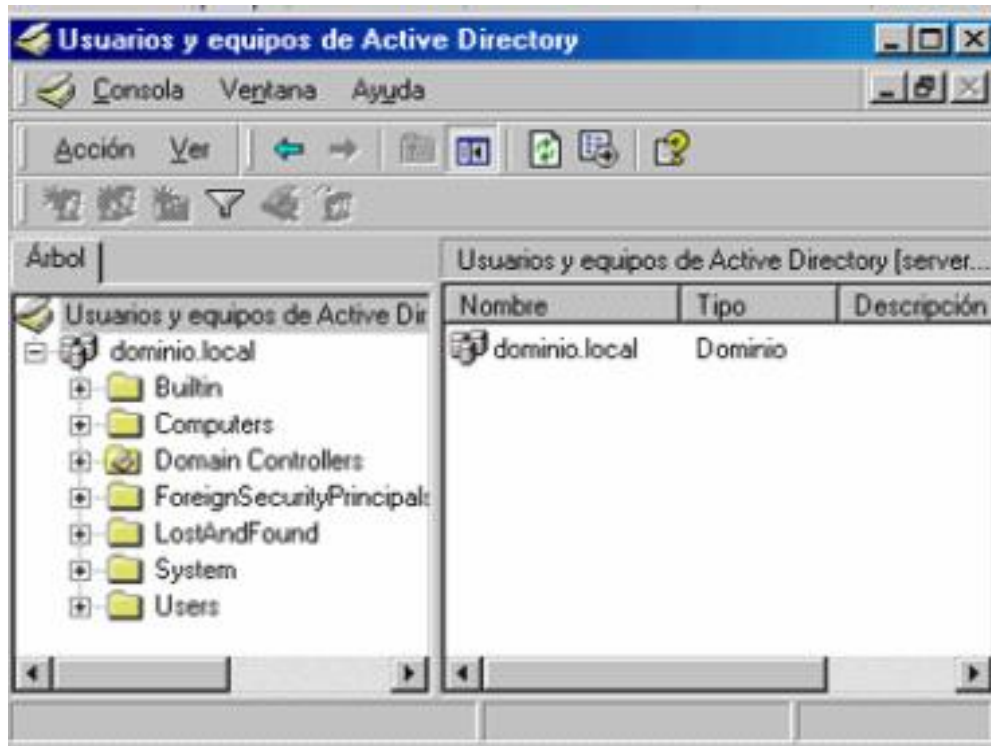 Usuarios y equipos de Active Directory
Consola Ventana Ayuda
Acción Ver
Árbol
Usuarios y equipos de Active Directory [server...
Usuarios y equipos de Active Dir
dominio.local
Builtin
Computers
Domain Controllers
ForeignSecurityPrincipals
LostAndFound
System
Users
Nombre Tipo Descripción
dominio.local Dominio